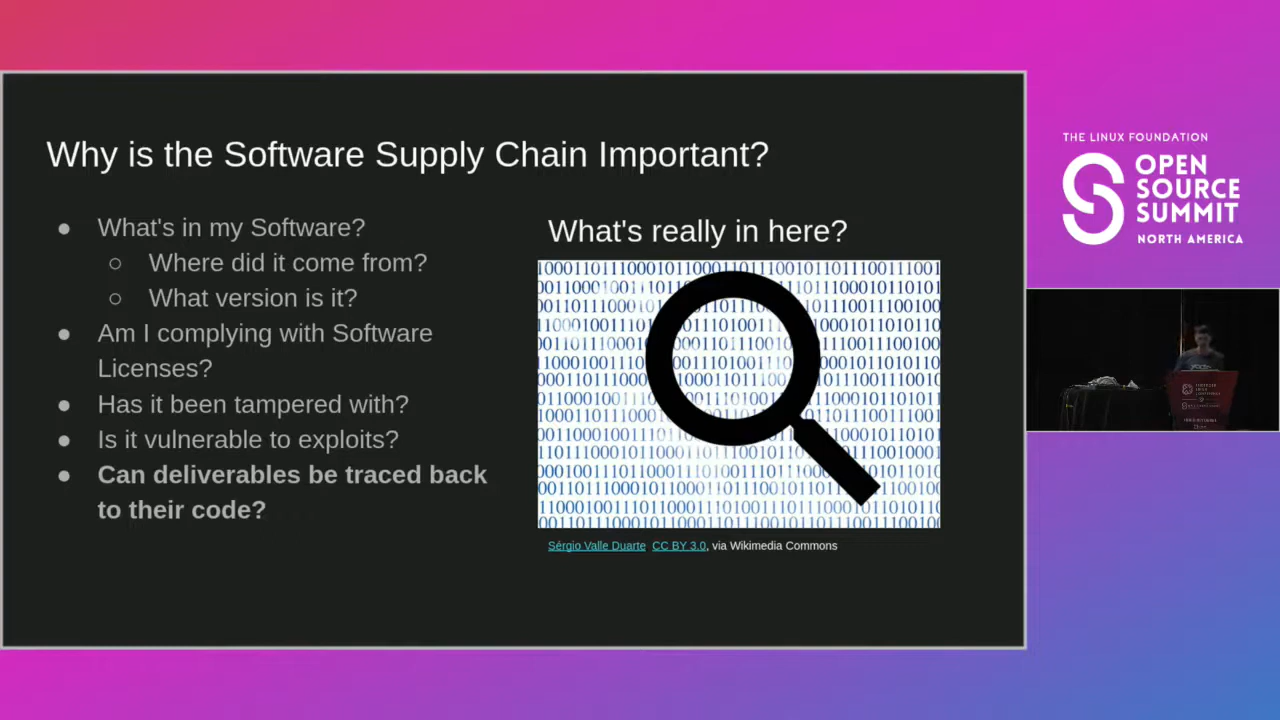 Why is the Software Supply Chain Important?
● What's in my Software?
○ Where did it come from?
○ What version is it?
● Am I complying with Software
Licenses?
● Has it been tampered with?
● Is it vulnerable to exploits?
● Can deliverables be traced back
to their code?
What's really in here?
Sérgio Valle Duarte CC BY 3.0, via Wikimedia Commons
THE LINUX FOUNDATION
OPEN
SOURCE
SUMMIT
NORTH AMERICA